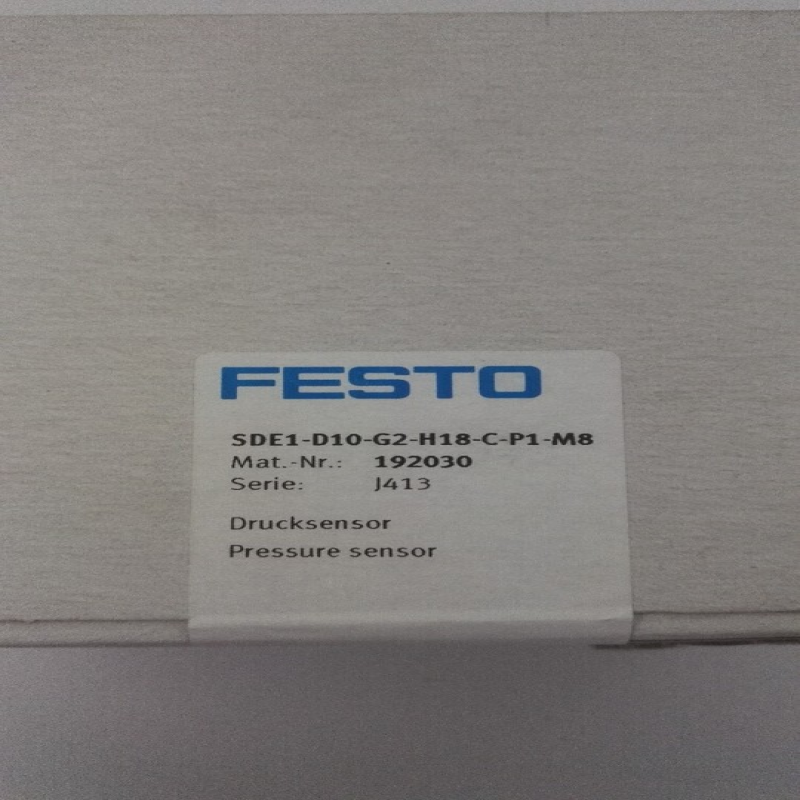 FESTO
SDE1-D10-G2-H18-C-P1-M8
Mat.-Nr.: 192030
Serie: J413
Drucksensor
Pressure sensor